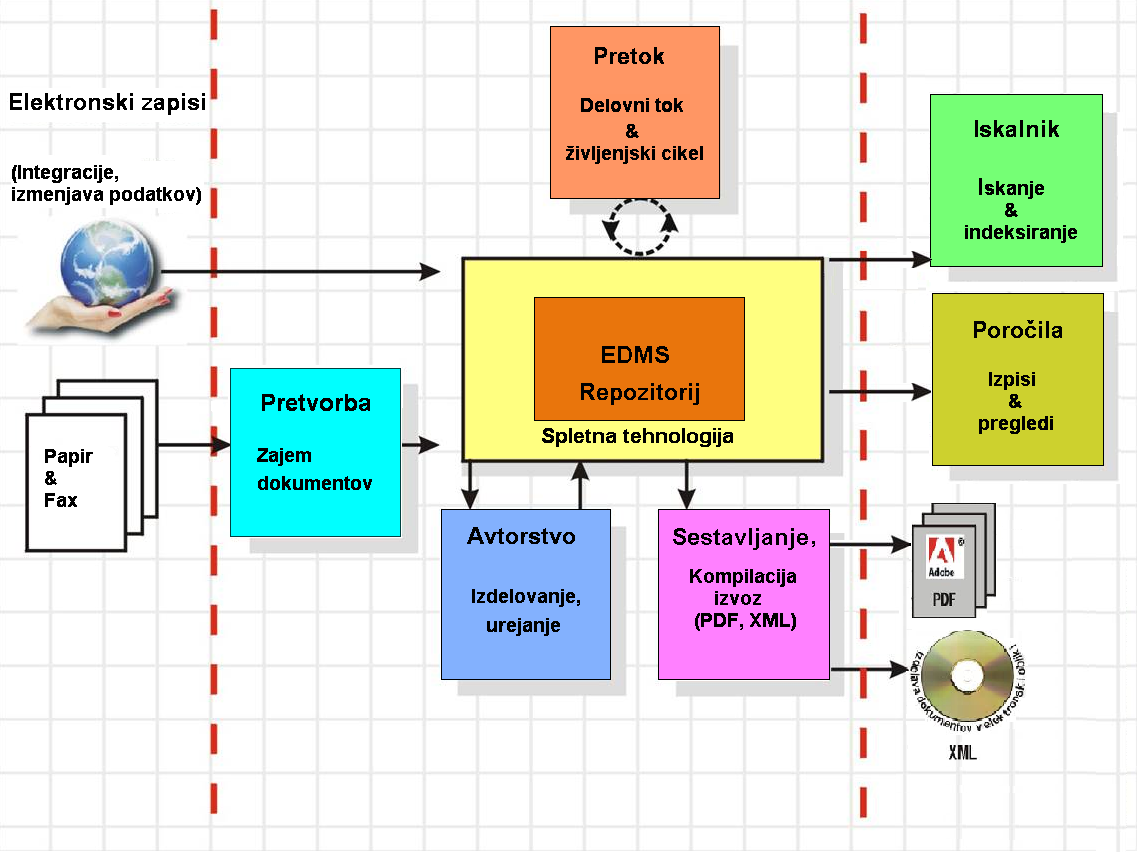 Elektronski zapisi
(Integracije,
izmenjava podatkov)
Papir
&
Fax
Pretvorba
Zajem
dokumentov
Pretok
Delovni tok
&
življenjski cikel
EDMS
Repozitorij
Spletna tehnologija
Avtorstvo
Izdelovanje,
urejanje
Sestavljanje,
Kompilacija
izvoz
(PDF, XML)
Iskalnik
Iskanje
&
indeksiranje
Poročila
Izpisi
&
pregledi
Adobe
®
PDF
dokumentov v
XML